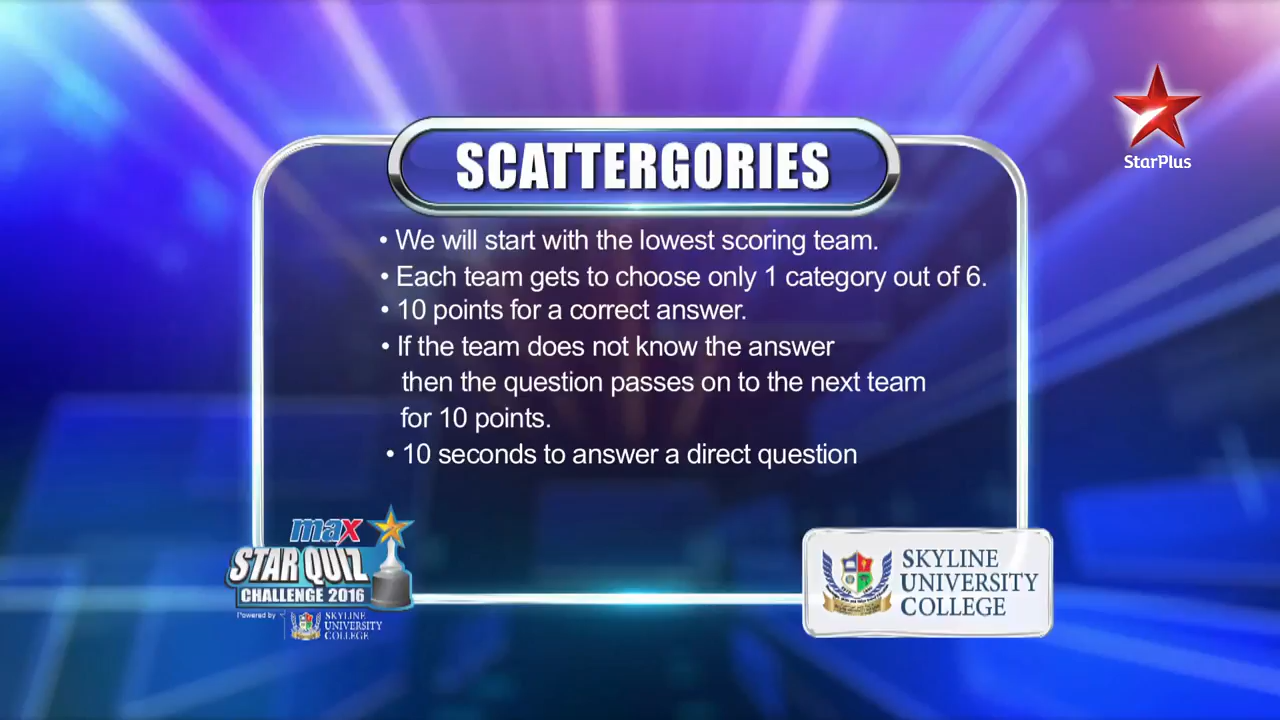 StarPlus
SCATTERGORIES
• We will start with the lowest scoring team.
• Each team gets to choose only 1 category out of 6.
• 10 points for a correct answer.
• If the team does not know the answer
then the question passes on to the next team
for 10 points.
• 10 seconds to answer a direct question
max
STAR QUIZ
CHALLENGE 2016
Powered by
SKYLINE
UNIVERSITY
COLLEGE
SKYLINE
UNIVERSITY
COLLEGE